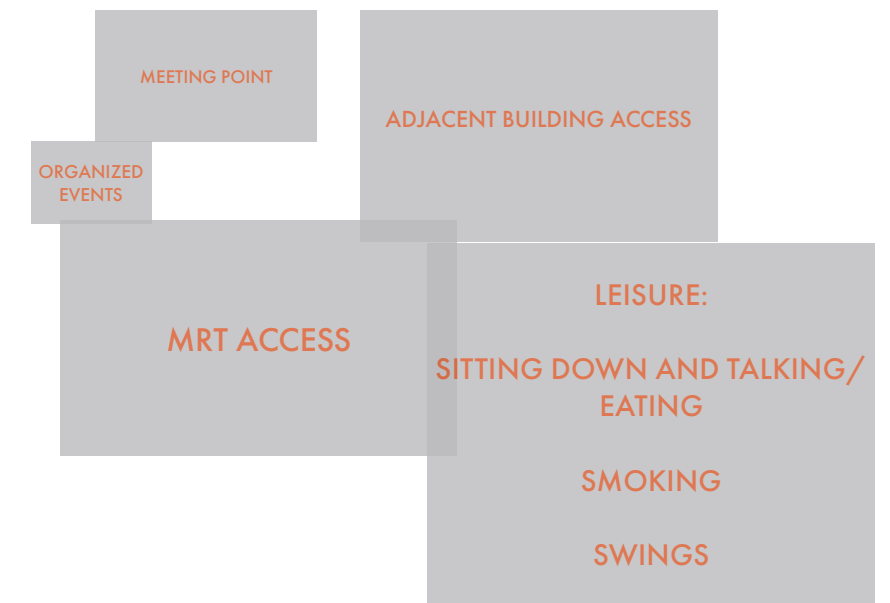 MEETING POINT
ADJACENT BUILDING ACCESS
ORGANIZED
EVENTS
MRT ACCESS
LEISURE:
SITTING DOWN AND TALKING/
EATING
SMOKING
SWINGS